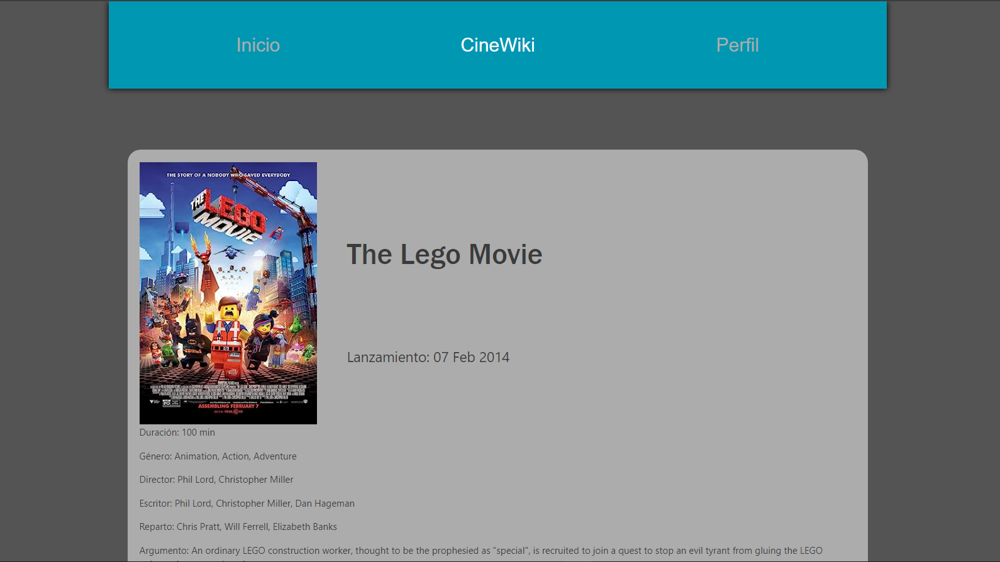 Inicio
CineWiki
Perfil
THE STORY OF A NOBODY WHO SAVED EVERYBODY
THE
LEGO
MOVIE
The Lego Movie
Lanzamiento: 07 Feb 2014
PG
ASSEMBLING FEBRUARY 7
Duración: 100 min
Género: Animation, Action, Adventure
Director: Phil Lord, Christopher Miller
Escritor: Phil Lord, Christopher Miller, Dan Hageman
Reparto: Chris Pratt, Will Ferrell, Elizabeth Banks
Argumento: An ordinary LEGO construction worker, thought to be the prophesied as "special", is recruited to join a quest to stop an evil tyrant from gluing the LEGO